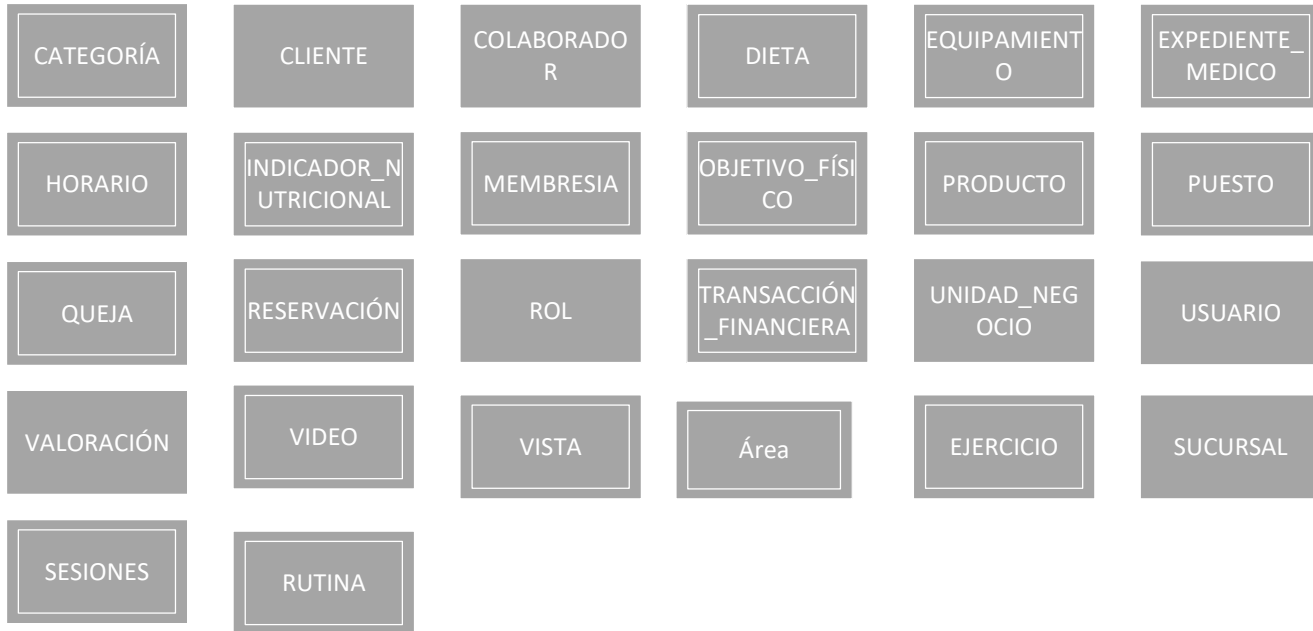 CATEGORÍA
CLIENTE
COLABORADO
R
DIETA
EQUIPAMIENT
O
EXPEDIENTE_
MEDICO
HORARIO
INDICADOR_N
UTRICIONAL
MEMBRESIA
OBJETIVO_FÍSI
CO
PRODUCTO
PUESTO
QUEJA
RESERVACIÓN
ROL
TRANSACCIÓN
_FINANCIERA
UNIDAD_NEG
OCIO
USUARIO
VALORACIÓN
VIDEO
VISTA
Área
EJERCICIO
SUCURSAL
SESIONES
RUTINA